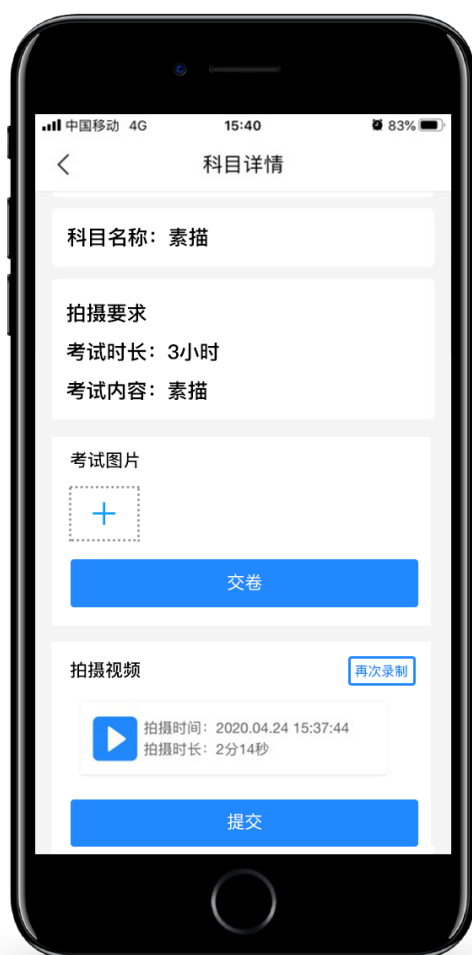 中国移动 4G 15:40 83%
科目详情
科目名称：素描
拍摄要求
考试时长：3小时
考试内容：素描
考试图片
交卷
拍摄视频 再次录制
拍摄时间：2020.04.24 15:37:44
拍摄时长：2分14秒
提交